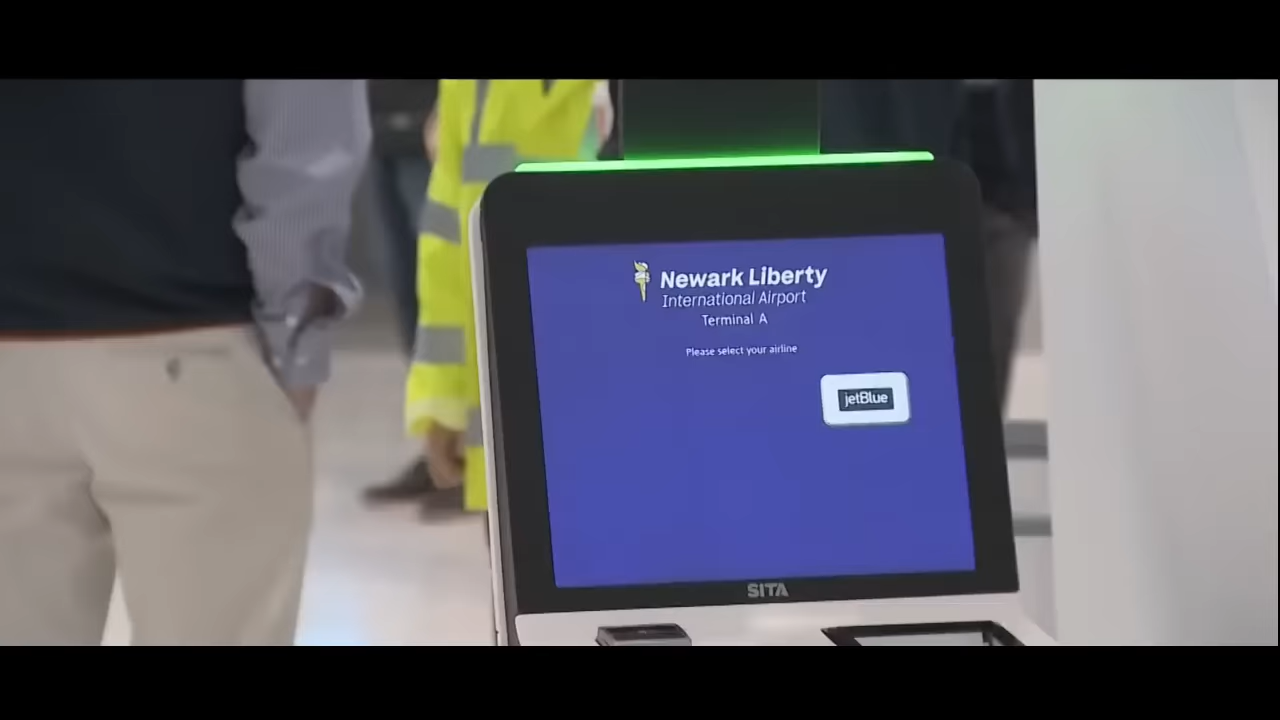 Newark Liberty
International Airport
Terminal A
Please select your airline
jetBlue
SITA